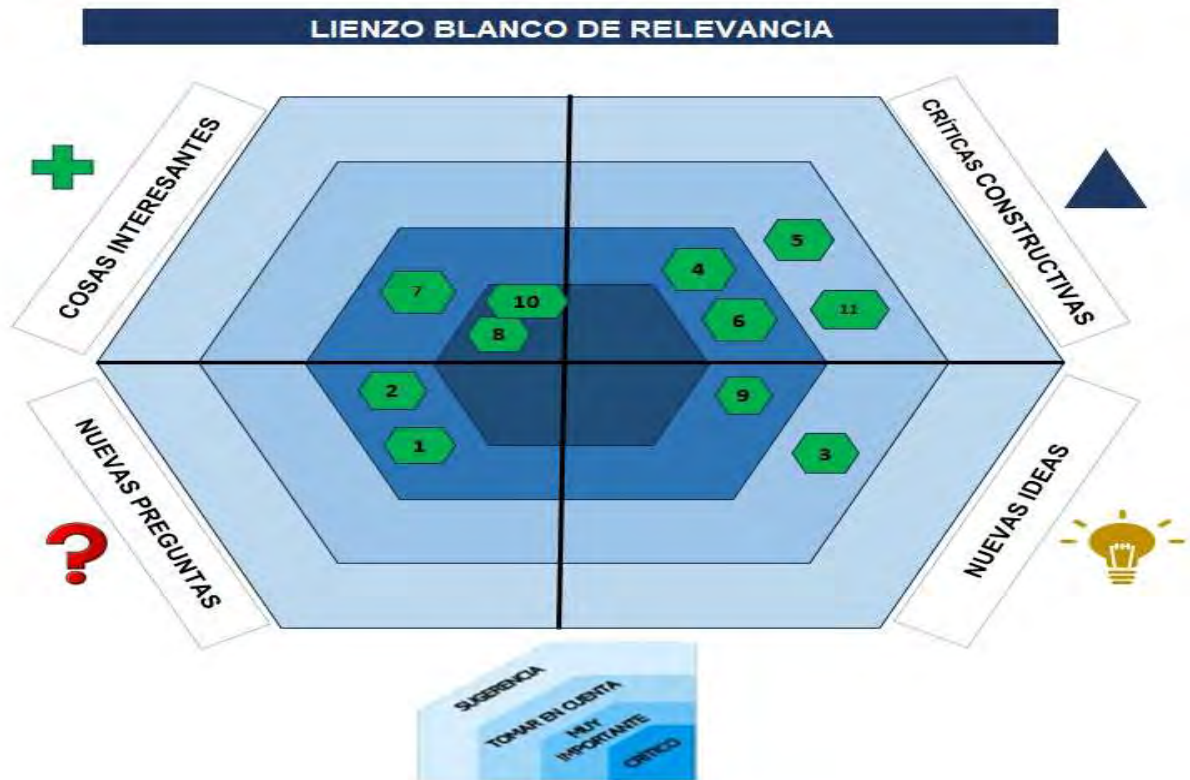 LIENZO BLANCO DE RELEVANCIA
COSAS INTERESANTES
CRÍTICAS CONSTRUCTIVAS
5
4
7
10
11
6
8
2
9
1
3
NUEVAS PREGUNTAS
NUEVAS IDEAS
?
SUGERENCIA
TOMAR EN CUENTA
MUY
IMPORTANTE
CRITICO